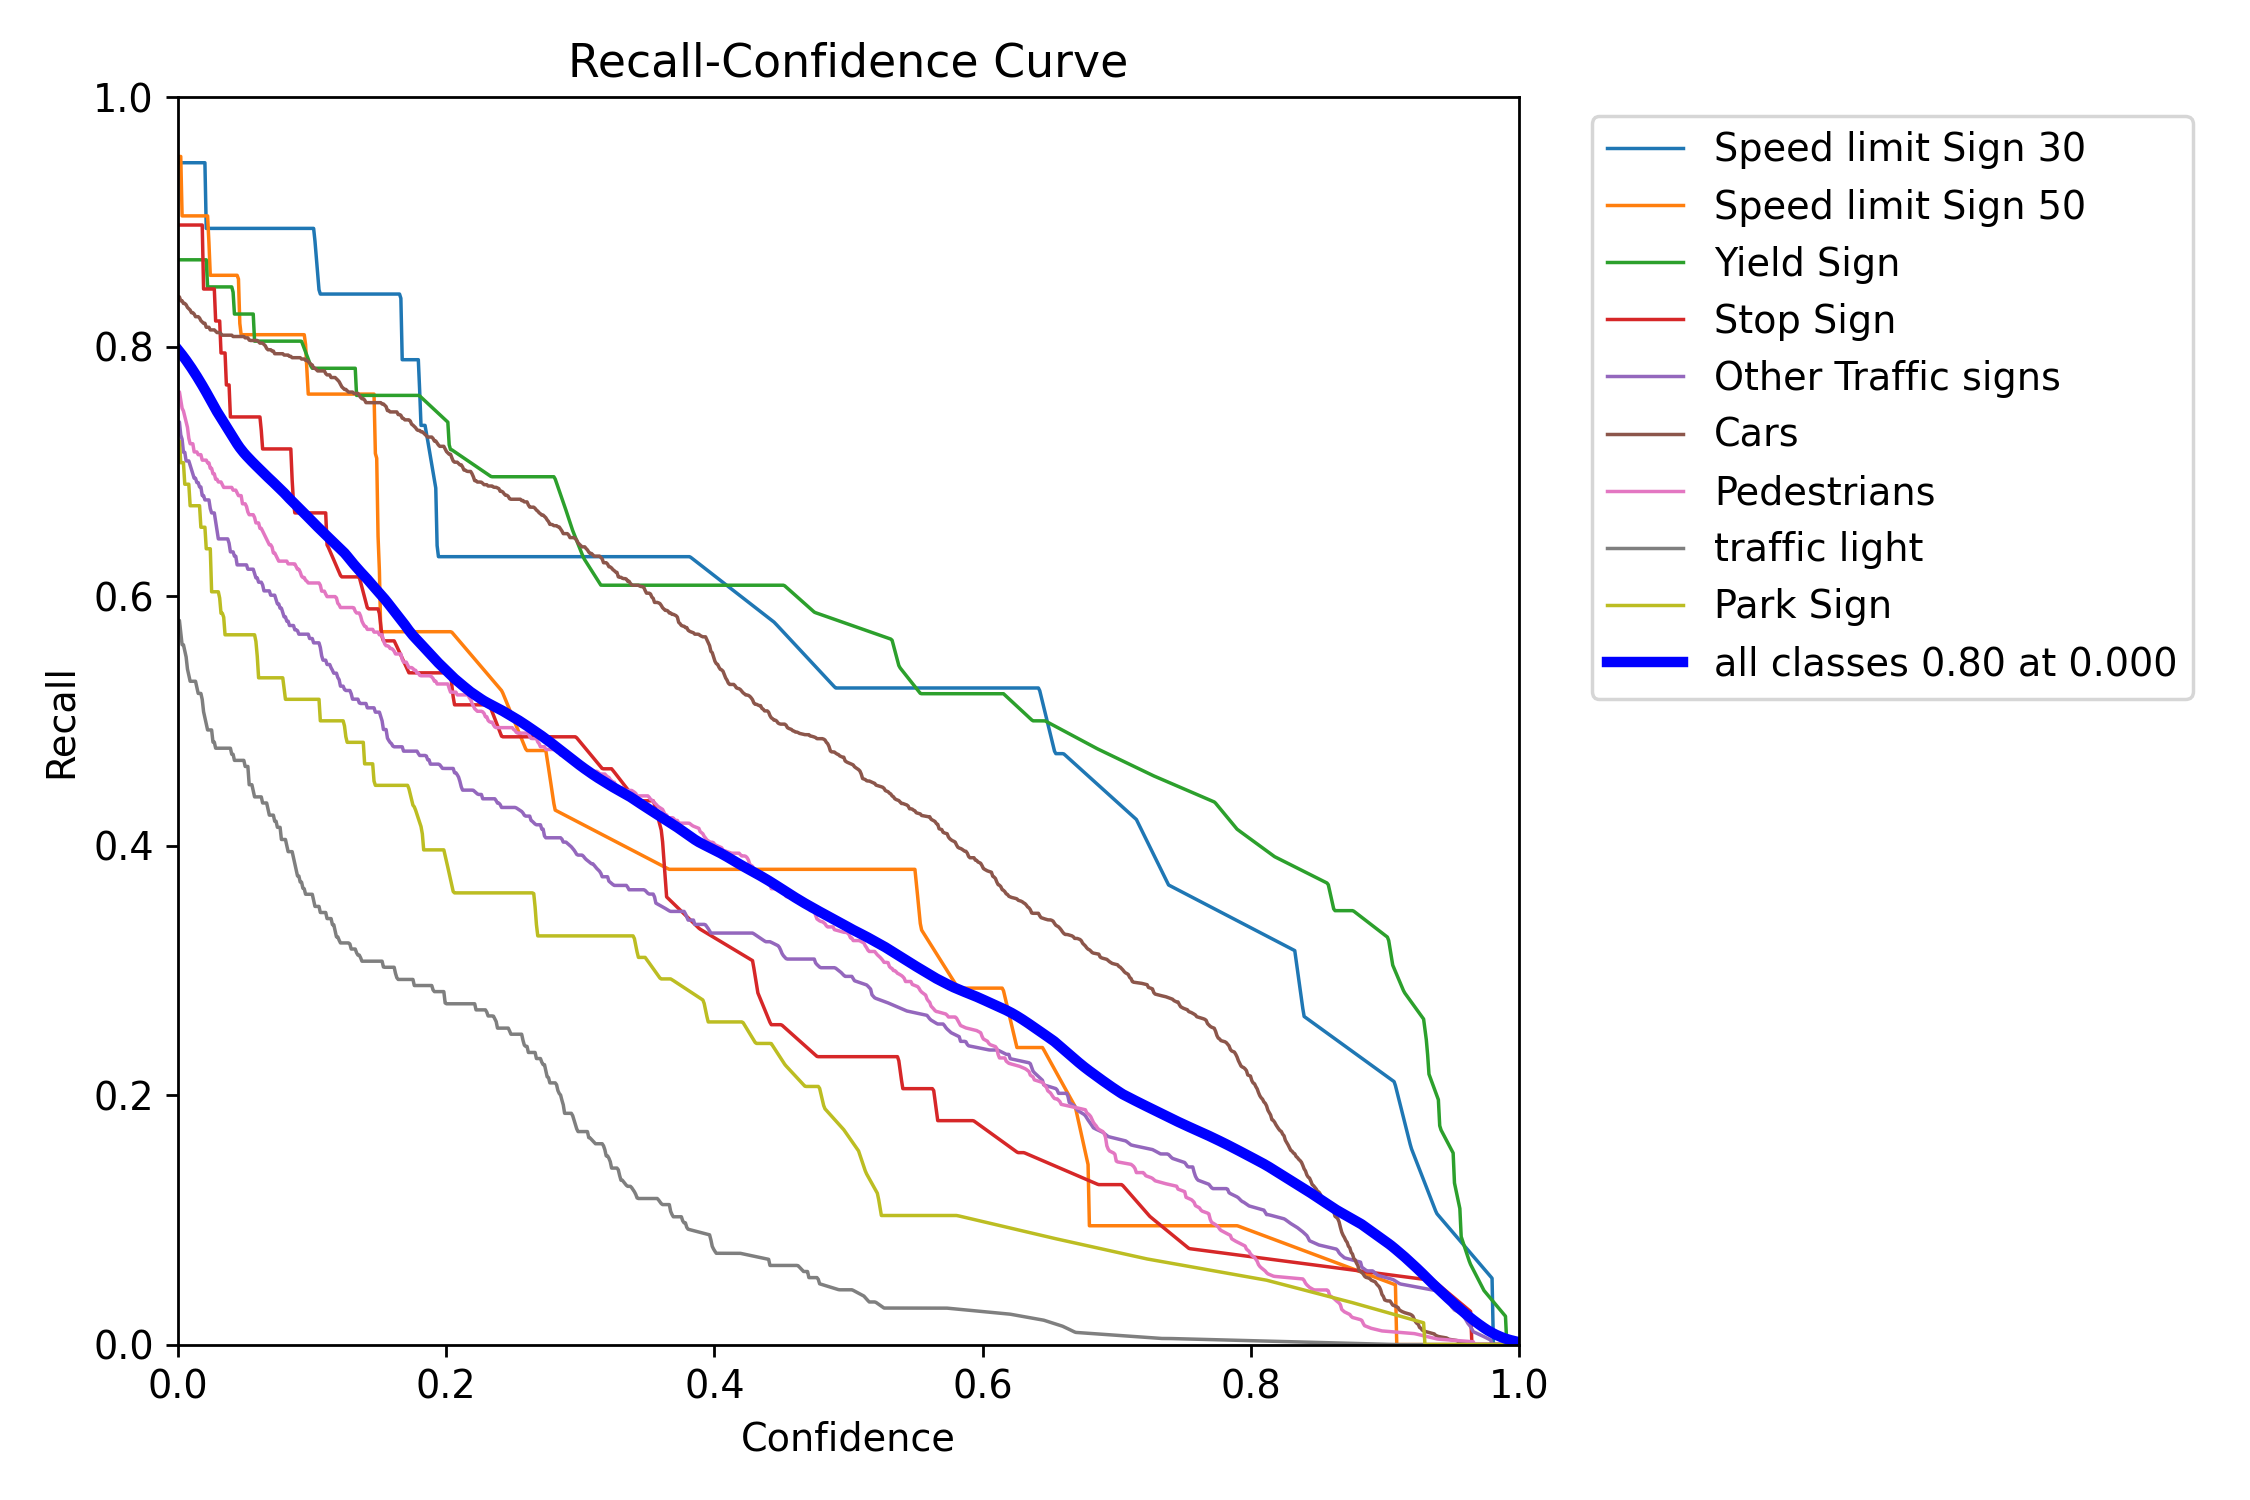 Recall-Confidence Curve
1.0
0.8
0.6
0.4
0.2
0.0
Recall
0.0 0.2 0.4 0.6 0.8 1.0
Confidence
Speed limit Sign 30
Speed limit Sign 50
Yield Sign
Stop Sign
Other Traffic signs
Cars
Pedestrians
traffic light
Park Sign
all classes 0.80 at 0.000